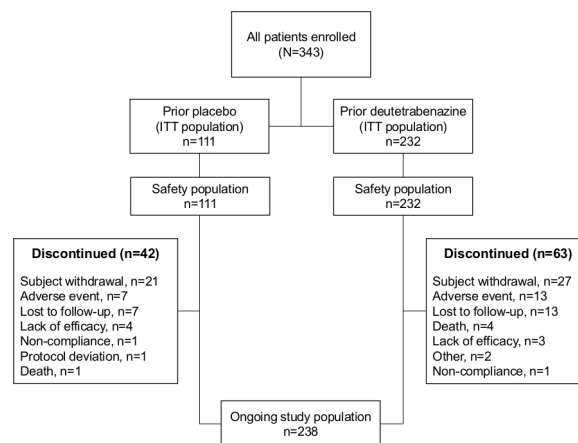 All patients enrolled
(N=343)
Prior placebo
(ITT population)
n=111
Prior deutetrabenazine
(ITT population)
n=232
Safety population
n=111
Safety population
n=232
Discontinued (n=42)
Subject withdrawal, n=21
Adverse event, n=7
Lost to follow-up, n=7
Lack of efficacy, n=4
Non-compliance, n=1
Protocol deviation, n=1
Death, n=1
Discontinued (n=63)
Subject withdrawal, n=27
Adverse event, n=13
Lost to follow-up, n=13
Death, n=4
Lack of efficacy, n=3
Other, n=2
Non-compliance, n=1
Ongoing study population
n=238